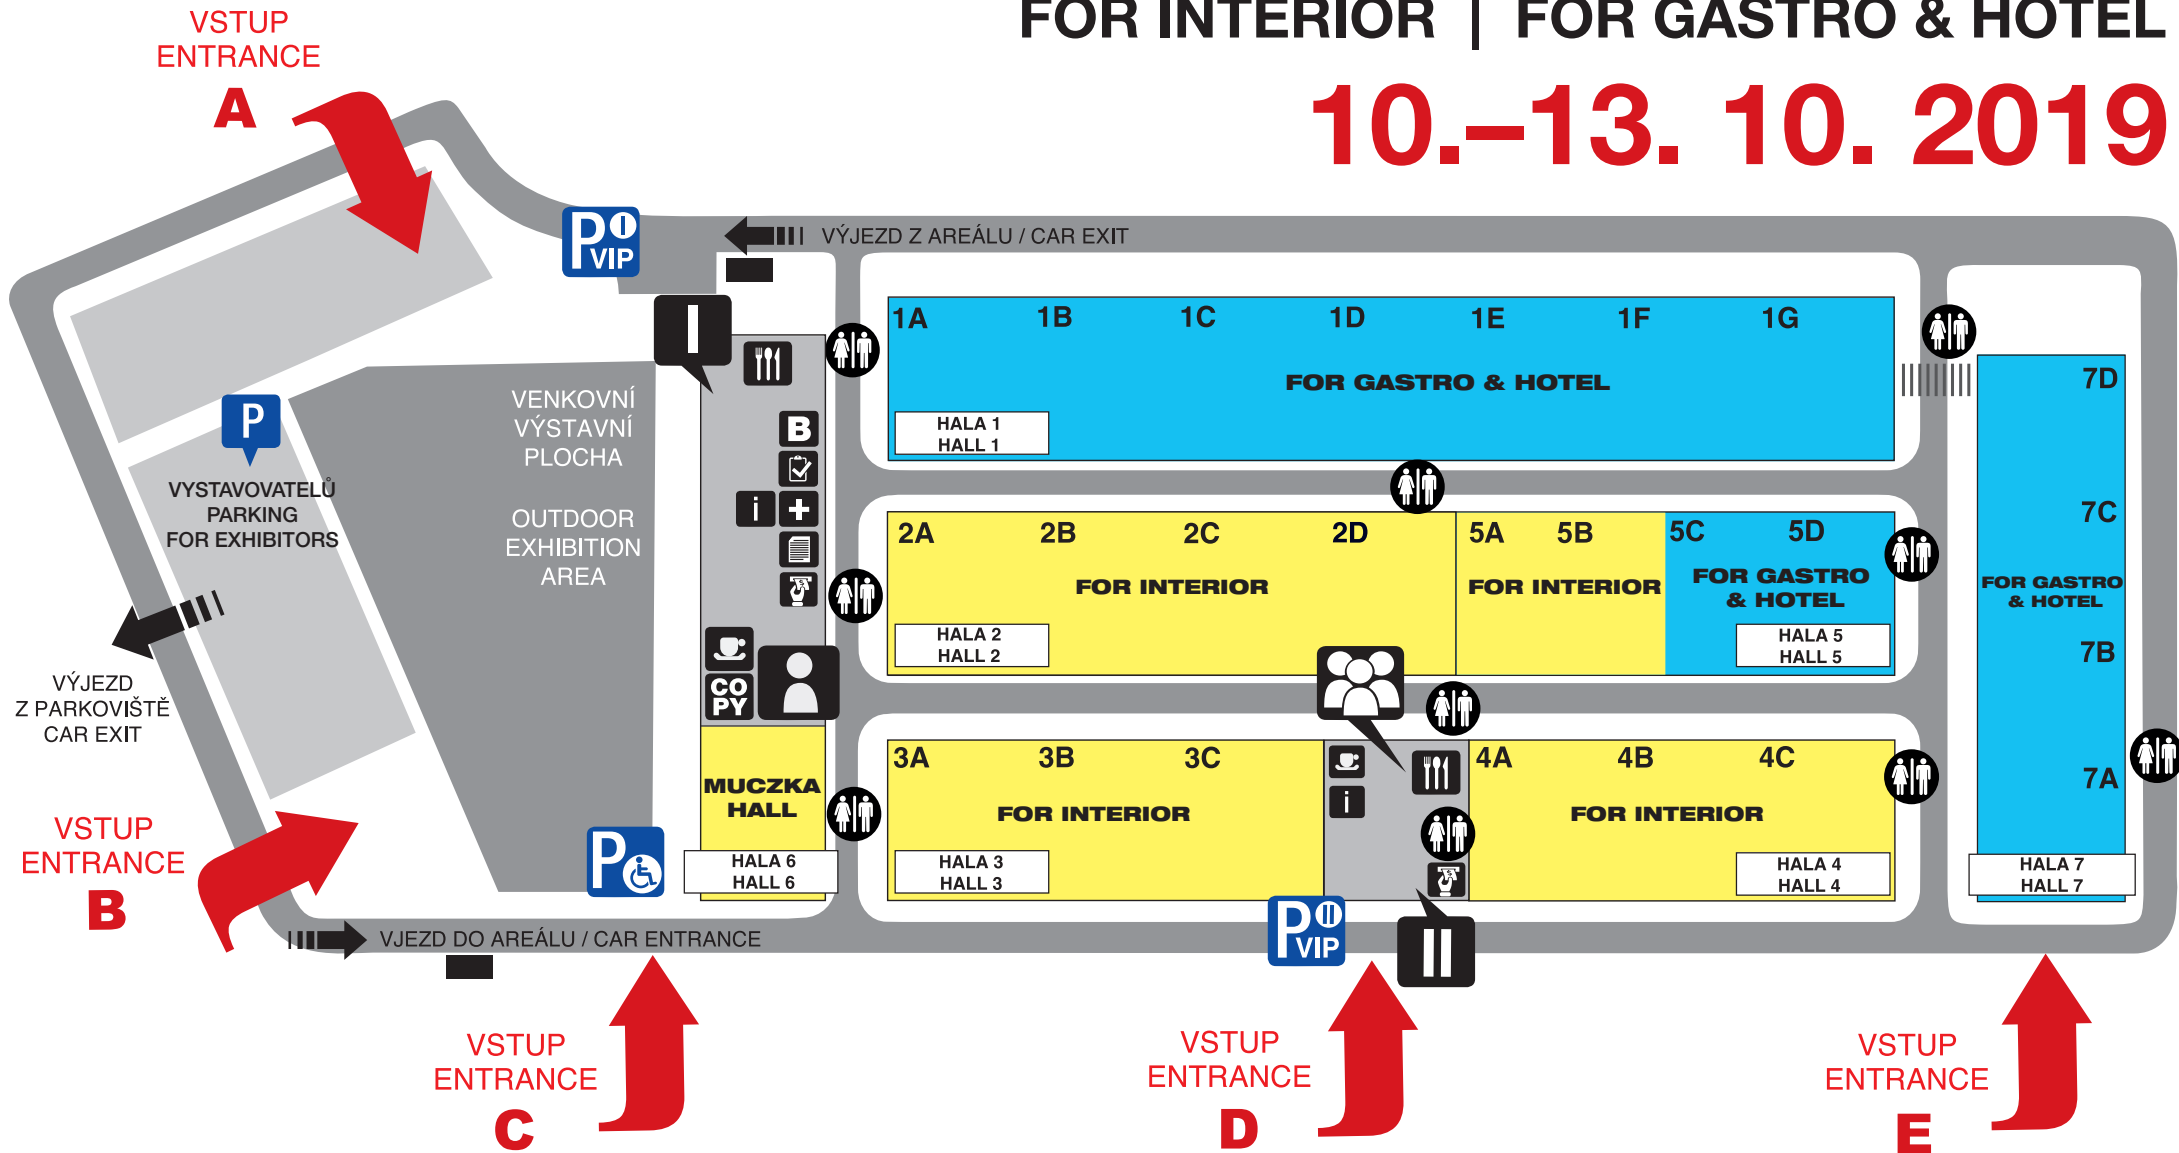 FOR INTERIOR | FOR GASTRO & HOTEL
10.–13. 10. 2019
VSTUP
ENTRANCE
A
P I
VIP
VÝJEZD Z AREÁLU / CAR EXIT
I
1A 1B 1C 1D 1E 1F 1G
FOR GASTRO & HOTEL
HALA 1
HALL 1
7D
7C
FOR GASTRO
& HOTEL
7B
7A
HALA 7
HALL 7
P
VYSTAVOVATELŮ
PARKING
FOR EXHIBITORS
VENKOVNÍ
VÝSTAVNÍ
PLOCHA
OUTDOOR
EXHIBITION
AREA
B
i
CO
PY
2A 2B 2C 2D
FOR INTERIOR
HALA 2
HALL 2
5A 5B
FOR INTERIOR
5C 5D
FOR GASTRO
& HOTEL
HALA 5
HALL 5
VÝJEZD
Z PARKOVIŠTĚ
CAR EXIT
MUCZKA
HALL
HALA 6
HALL 6
3A 3B 3C
FOR INTERIOR
HALA 3
HALL 3
i
4A 4B 4C
FOR INTERIOR
HALA 4
HALL 4
VSTUP
ENTRANCE
B
P
VJEZD DO AREÁLU / CAR ENTRANCE
P II
VIP
II
VSTUP
ENTRANCE
C
VSTUP
ENTRANCE
D
VSTUP
ENTRANCE
E